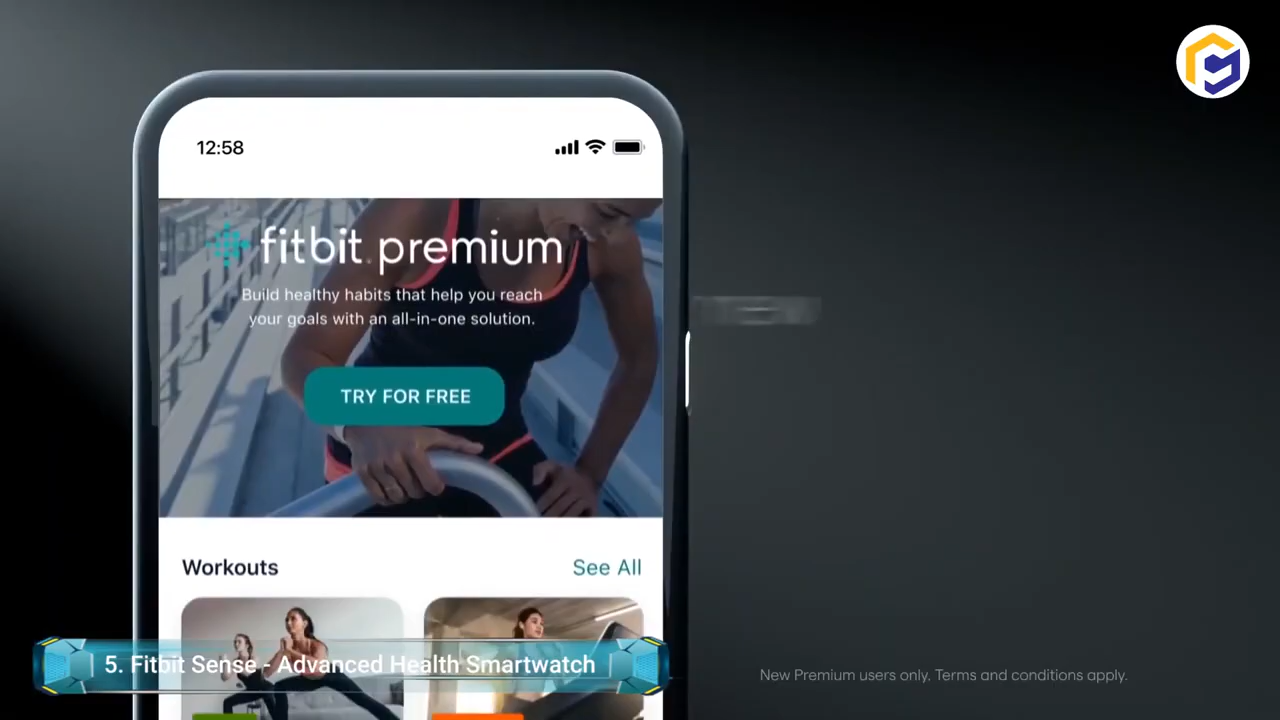 12:58
fitbit premium
Build healthy habits that help you reach
your goals with an all-in-one solution.
TRY FOR FREE
Workouts
See All
5. Fitbit Sense - Advanced Health Smartwatch
New Premium users only. Terms and conditions apply.